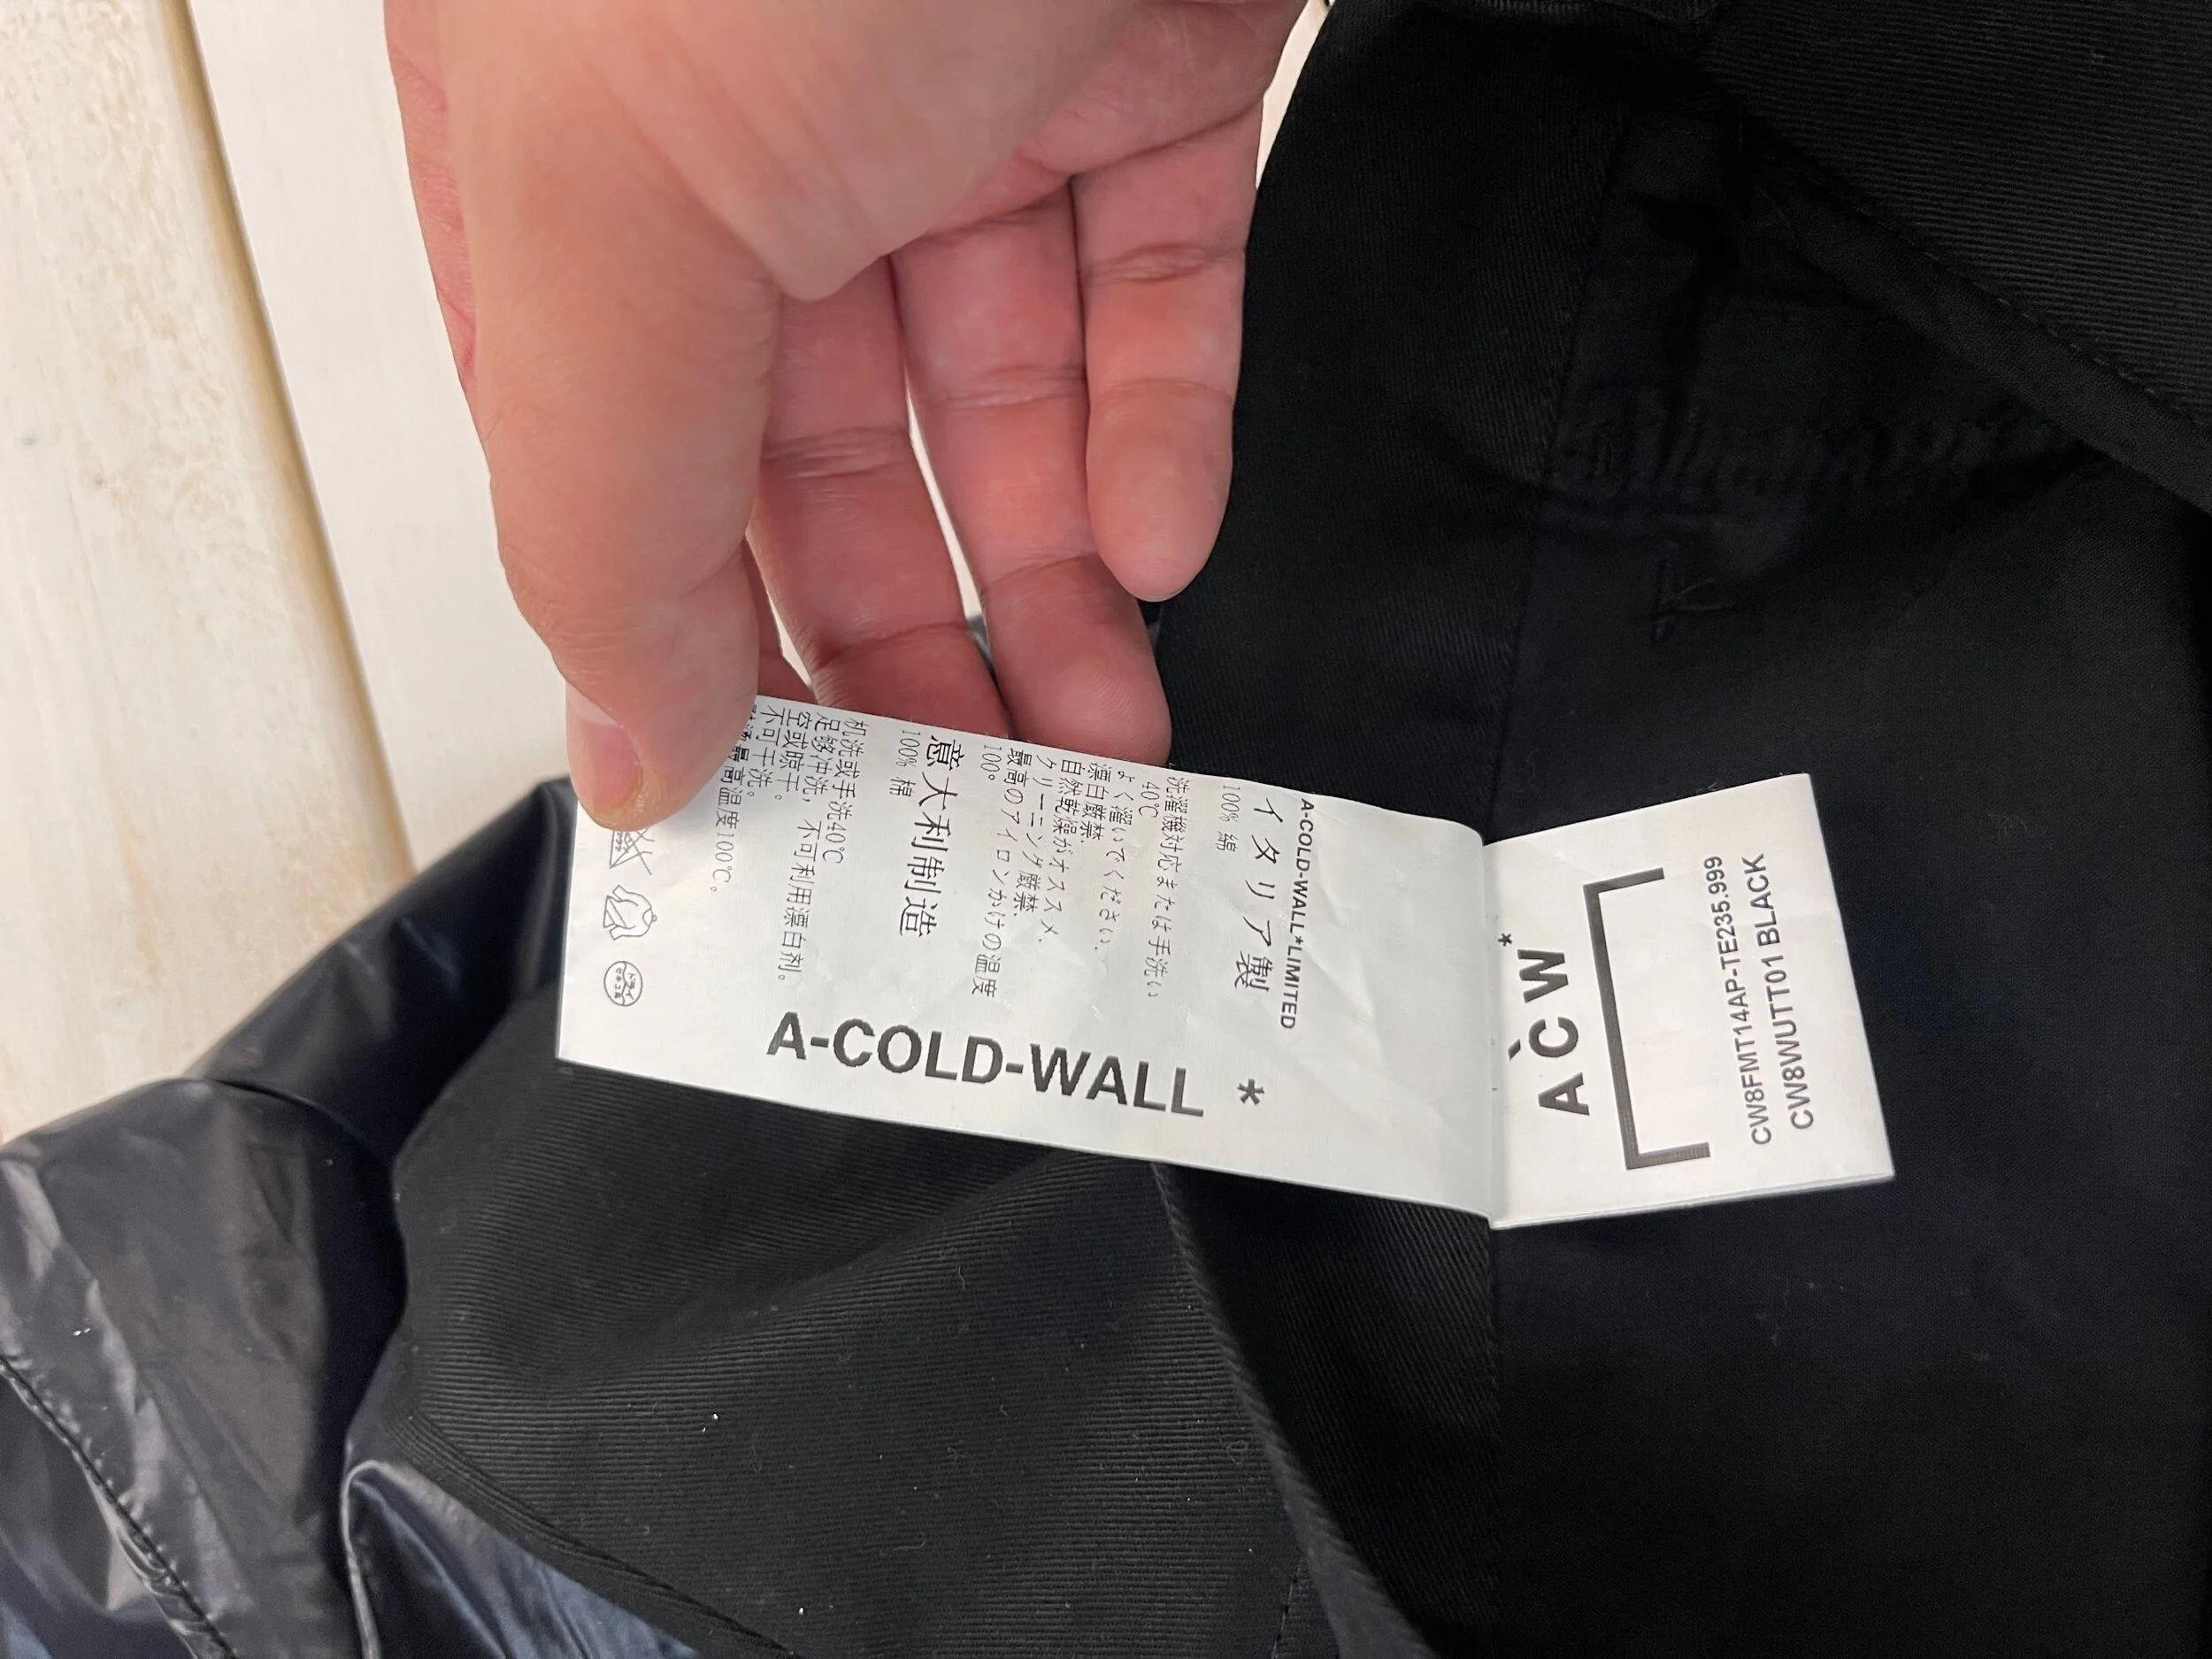 A-COLD-WALL*LIMITED
イタリア製
100% 綿
洗濯機対応または手洗い
40℃
よく濯いでください.
漂白厳禁.
自然乾燥がオススメ.
クリーニング厳禁.
最高のアイロンかけの温度
100°
意大利制造
100% 棉
机洗或手洗40℃
足够冲洗，不可利用漂白剂。
空或晾干。
不可干洗。
最高温度100℃。
A-COLD-WALL *
A'CW*
CW8FMT14AP-TE235.999
CW8WUTT01 BLACK